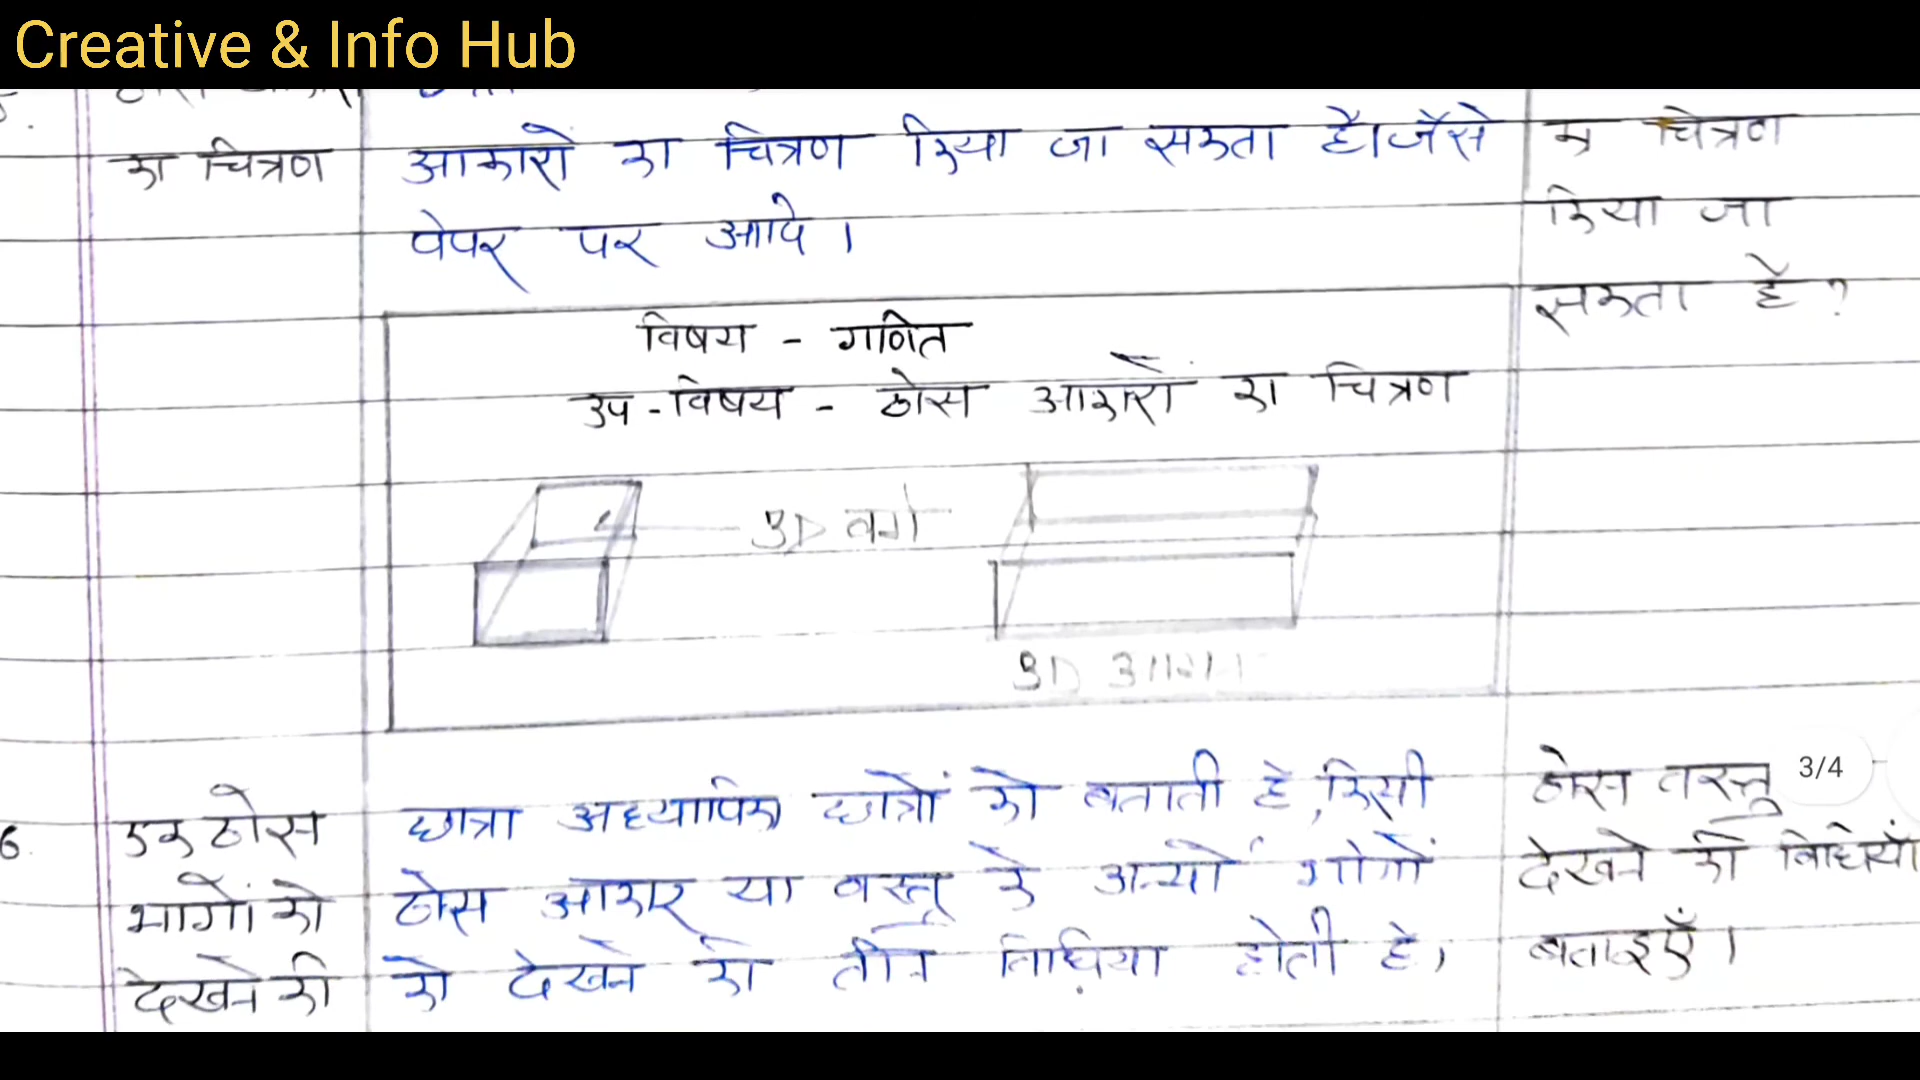 Creative & Info Hub
का चित्रण
आकारों का चित्रण किया जा सकता है। जैसे
पेपर पर आदि।
चित्रण
किया जा
सकता है?
विषय - गणित
उप-विषय - ठोस आकारों का चित्रण
3D वर्ग
3D
6. एक ठोस
भागों को
देखने की
छात्रा अध्यापिका छात्रों को बताती है, किसी
ठोस आकार या वस्तू के अन्यों भागों
को देखने की तीन विधिया होती है,
ठोस वस्तु
देखने की विधियाँ
बताइएँ।
3/4